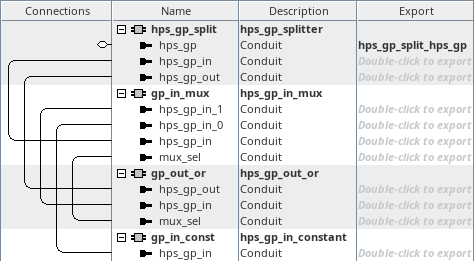 Connections Name Description Export
hps_gp_split hps_gp_splitter
hps_gp Conduit hps_gp_split_hps_gp
hps_gp_in Conduit Double-click to export
hps_gp_out Conduit Double-click to export
gp_in_mux hps_gp_in_mux
hps_gp_in_1 Conduit Double-click to export
hps_gp_in_0 Conduit Double-click to export
hps_gp_in Conduit Double-click to export
mux_sel Conduit Double-click to export
gp_out_or hps_gp_out_or
hps_gp_out Conduit Double-click to export
hps_gp_in Conduit Double-click to export
mux_sel Conduit Double-click to export
gp_in_const hps_gp_in_constant
hps_gp_in Conduit Double-click to export